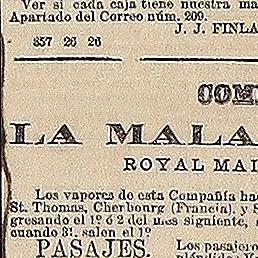 Ver si cada caja tiene nuestra ma
Apartado del Correo núm. 209.
J. J. FINLA
857 26 26
COM
LA MALA
ROYAL MAI
Los vapores de esta Compañía ha
St. Thomas, Cherbourg (Francia), y S
gresando el 1º ó 2 del mes siguiente,
cuando 31. salen el 1º
PASAJES.
Los pasajero